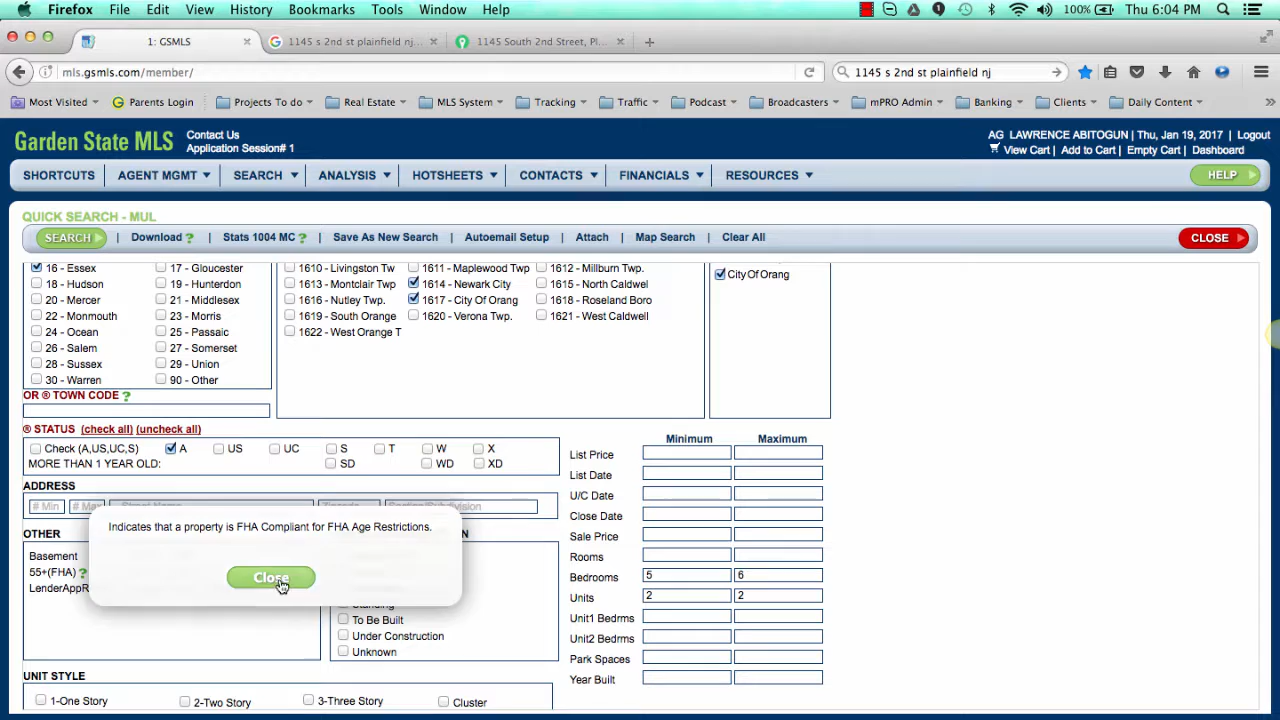 Firefox File Edit View History Bookmarks Tools Window Help 100% Thu 6:04 PM
1: GSMLS 1145 s 2nd st plainfield nj... 1145 South 2nd Street, Pl...
mls.gsmls.com/member/ 1145 s 2nd st plainfield nj
Most Visited Parents Login Projects To do Real Estate MLS System Tracking Traffic Podcast Broadcasters mPRO Admin Banking Clients Daily Content
Garden State MLS Contact Us AG LAWRENCE ABITOGUN | Thu, Jan 19, 2017 | Logout
Application Session# 1 View Cart | Add to Cart | Empty Cart | Dashboard
SHORTCUTS AGENT MGMT SEARCH ANALYSIS HOTSHEETS CONTACTS FINANCIALS RESOURCES HELP
QUICK SEARCH - MUL
SEARCH | Download ? | Stats 1004 MC ? | Save As New Search | Autoemail Setup | Attach | Map Search | Clear All CLOSE
16 - Essex 17 - Gloucester 1610 - Livingston Tw 1611 - Maplewood Twp 1612 - Millburn Twp. City Of Orang
18 - Hudson 19 - Hunterdon 1613 - Montclair Twp 1614 - Newark City 1615 - North Caldwel
20 - Mercer 21 - Middlesex 1616 - Nutley Twp. 1617 - City Of Orang 1618 - Roseland Boro
22 - Monmouth 23 - Morris 1619 - South Orange 1620 - Verona Twp. 1621 - West Caldwell
24 - Ocean 25 - Passaic 1622 - West Orange T
26 - Salem 27 - Somerset
28 - Sussex 29 - Union
30 - Warren 90 - Other
OR ® TOWN CODE ?
® STATUS (check all) (uncheck all) Minimum Maximum
Check (A,US,UC,S) A US UC S T W X List Price
MORE THAN 1 YEAR OLD: SD WD XD List Date
ADDRESS U/C Date
# Min # Max Street Name Zipcode Section/Subdivision Close Date
Indicates that a property is FHA Compliant for FHA Age Restrictions.
OTHER Sale Price
Basement Rooms
55+(FHA) ? Close Bedrooms 5 6
LenderAppR Units 2 2
Standing Unit1 Bedrms
To Be Built
Under Construction Unit2 Bedrms
Unknown Park Spaces
UNIT STYLE Year Built
1-One Story 2-Two Story 3-Three Story Cluster